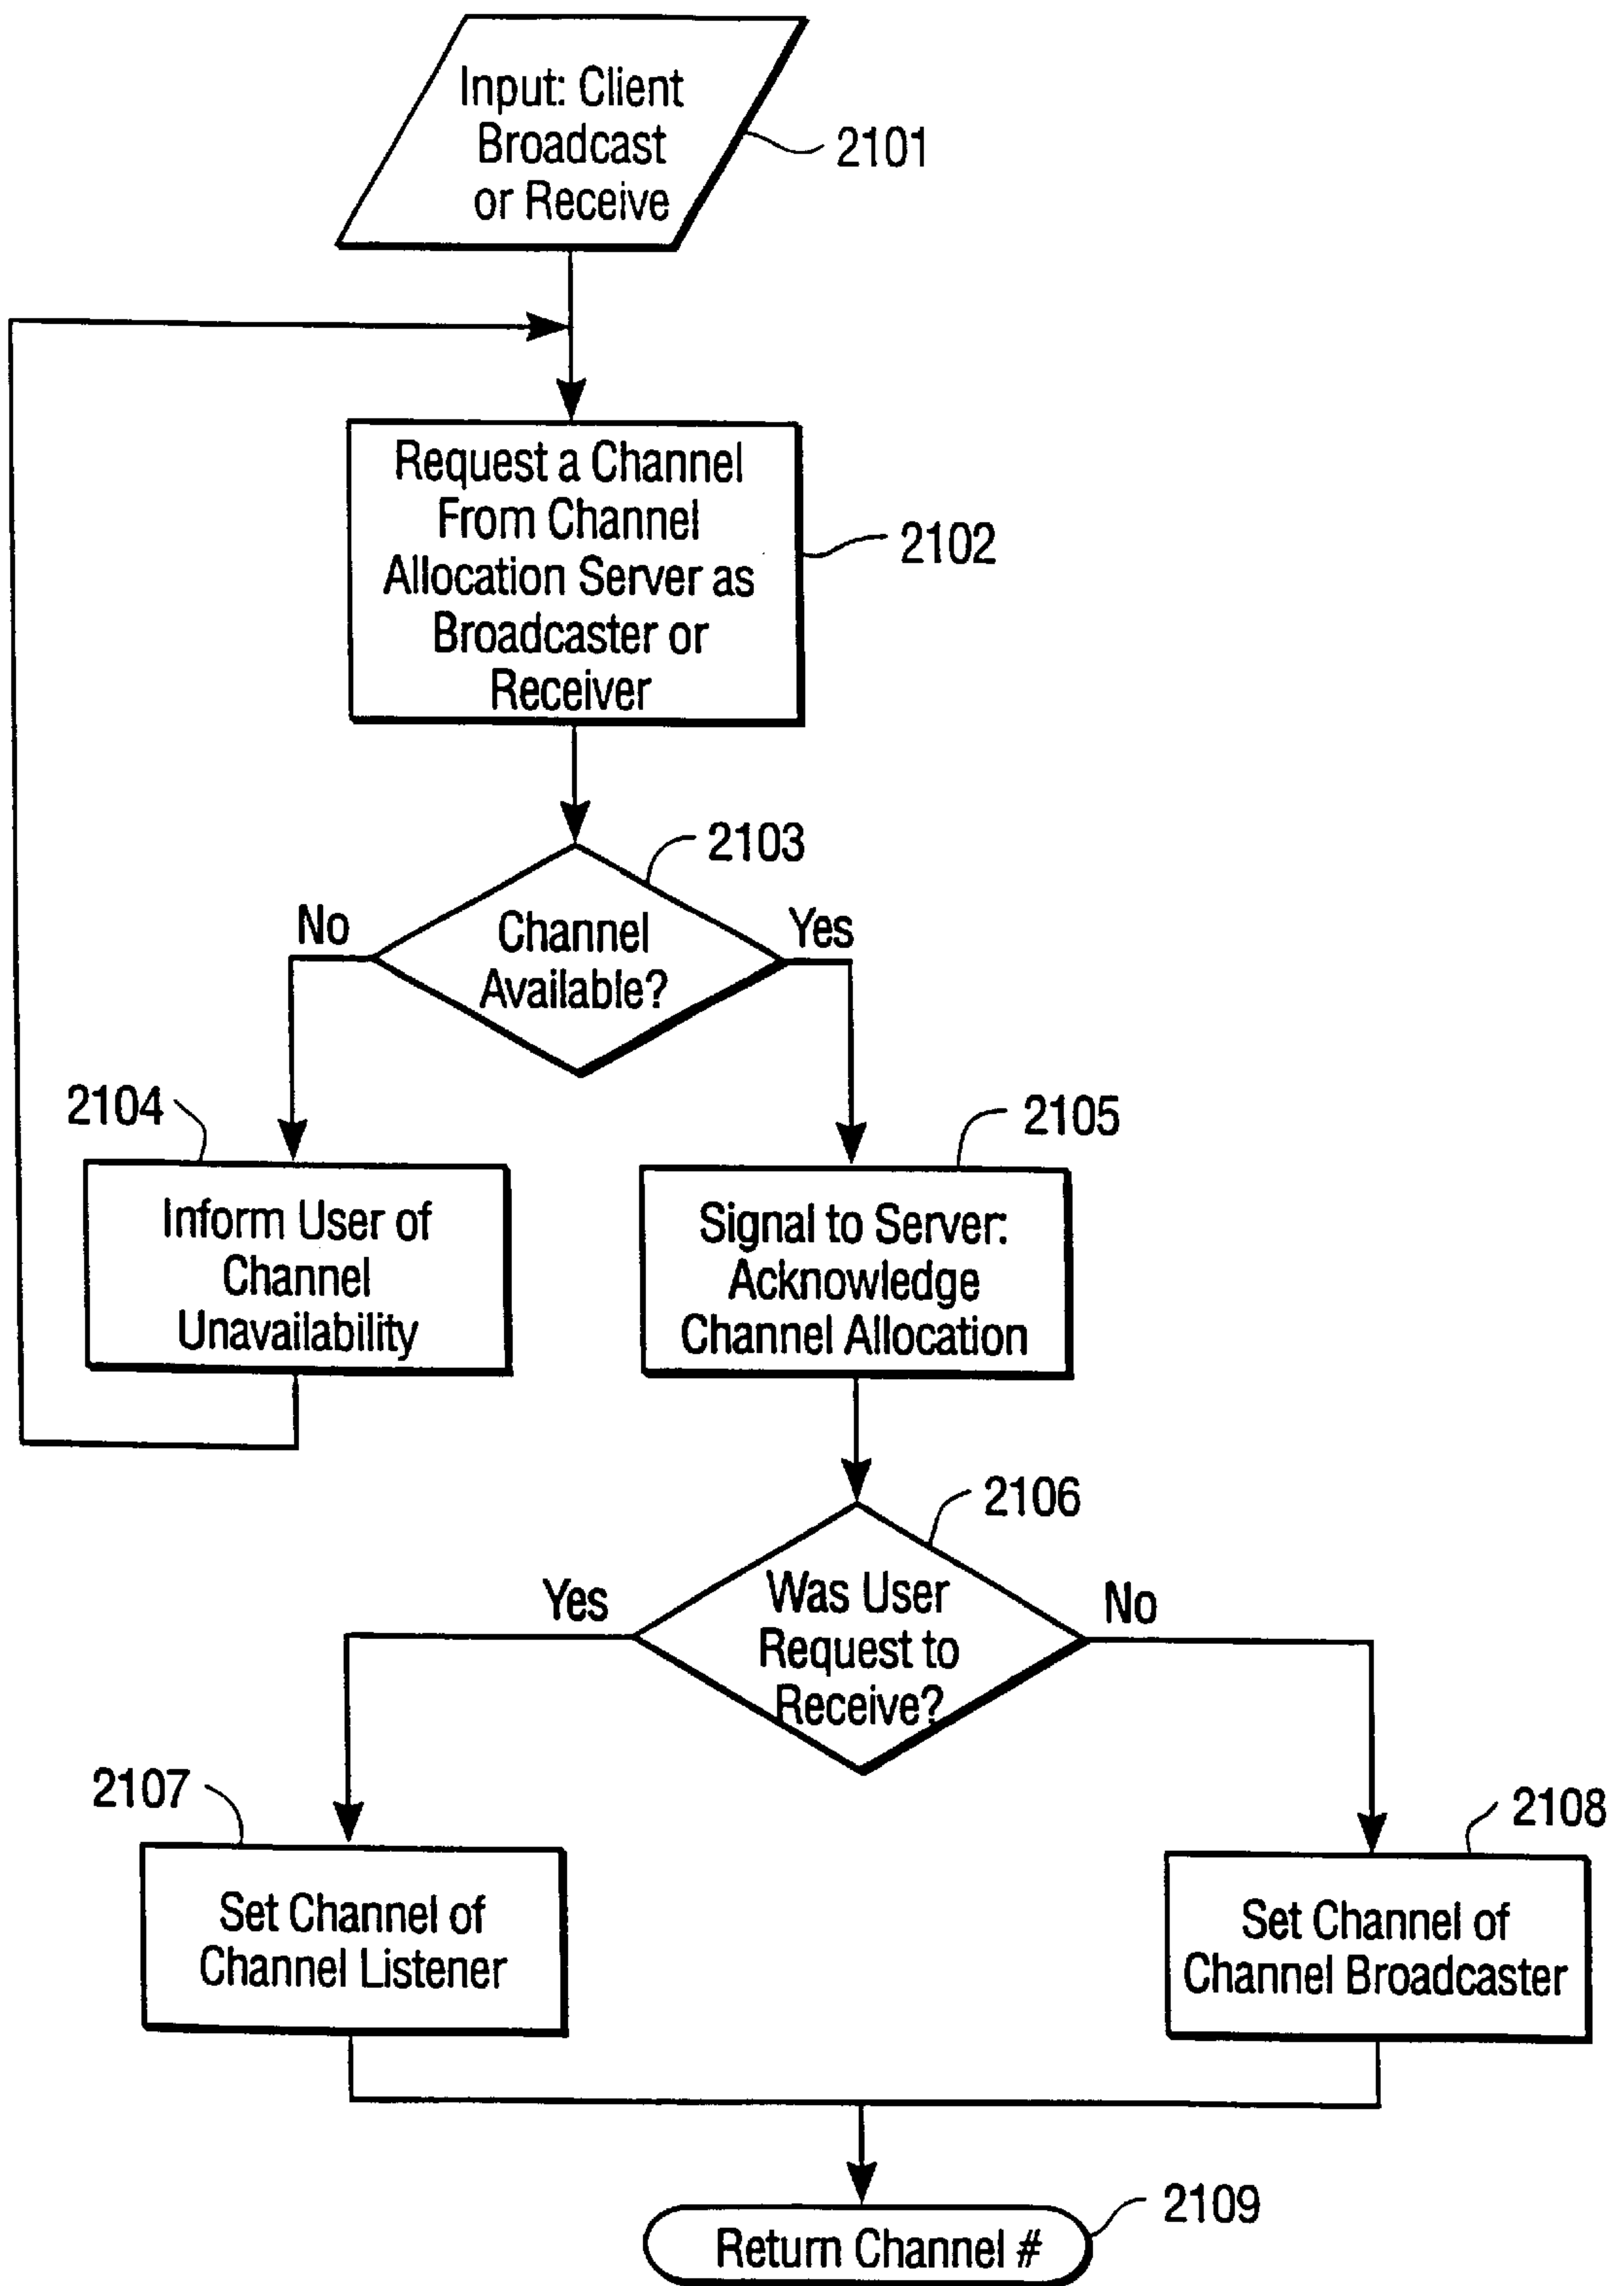 Input: Client
Broadcast
or Receive
2101
Request a Channel
From Channel
Allocation Server as
Broadcaster or
Receiver
2102
2103
No
Channel
Available?
Yes
2104
Inform User of
Channel
Unavailability
2105
Signal to Server:
Acknowledge
Channel Allocation
2106
Yes
Was User
Request to
Receive?
No
2107
Set Channel of
Channel Listener
2108
Set Channel of
Channel Broadcaster
Return Channel #
2109